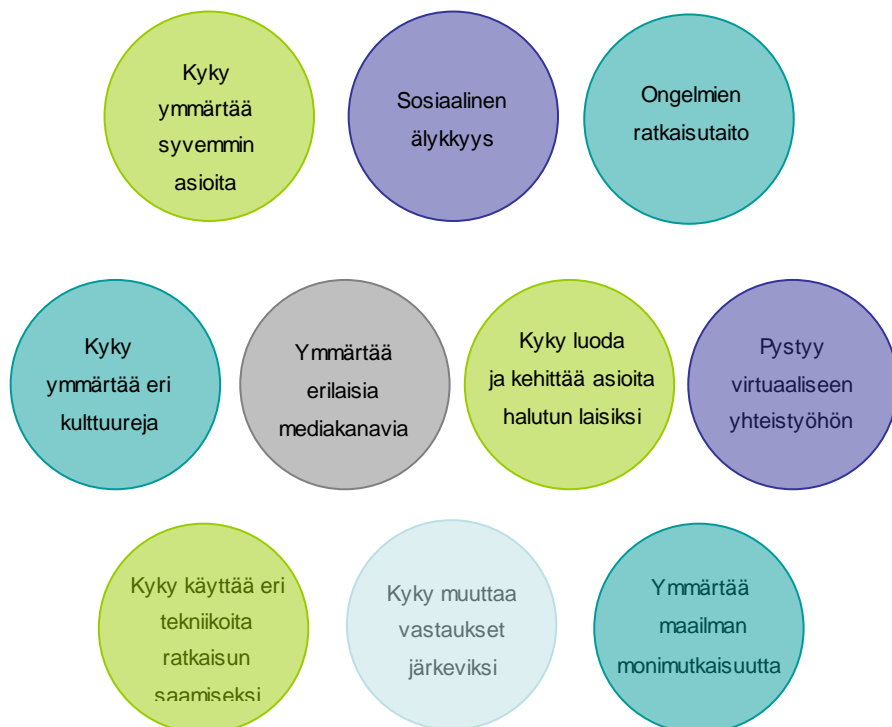 Kyky
ymmärtää
syvemmin
asioita
Sosiaalinen
älykkyys
Ongelmien
ratkaisutaito
Kyky
ymmärtää eri
kulttuureja
Ymmärtää
erilaisia
mediakanavia
Kyky luoda
ja kehittää asioita
halutun laisiksi
Pystyy
virtuaaliseen
yhteistyöhön
Kyky käyttää eri
tekniikoita
ratkaisun
saamiseksi
Kyky muuttaa
vastaukset
järkeviksi
Ymmärtää
maailman
monimutkaisuutta